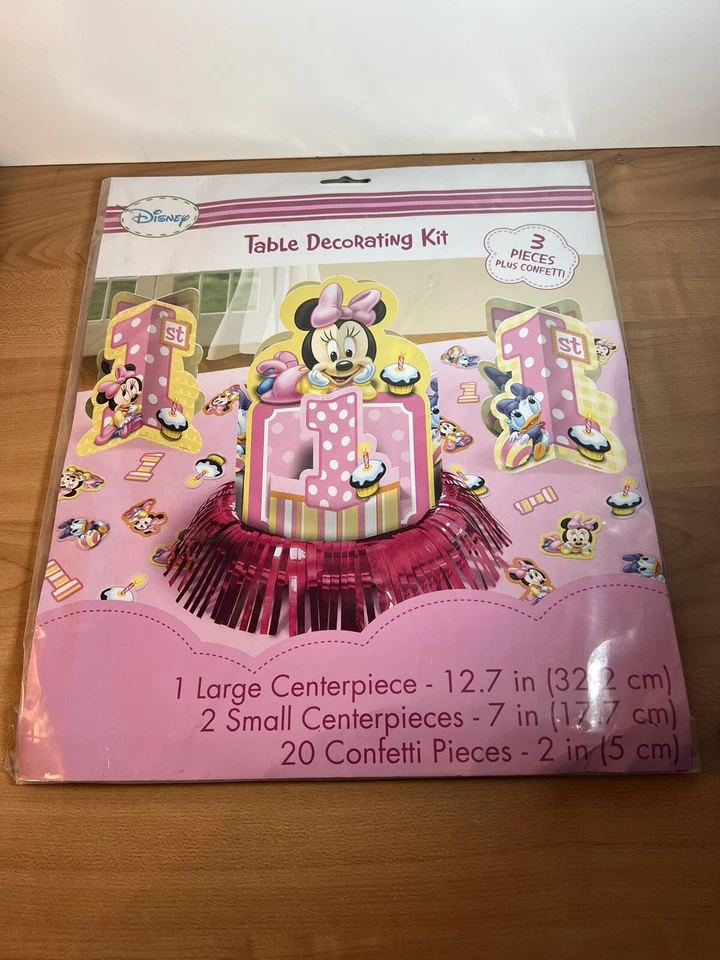 Disney
Table Decorating Kit
3
PIECES
PLUS CONFETTI
1st
1st
1
1 Large Centerpiece - 12.7 in (32.2 cm)
2 Small Centerpieces - 7 in (17.7 cm)
20 Confetti Pieces - 2 in (5 cm)